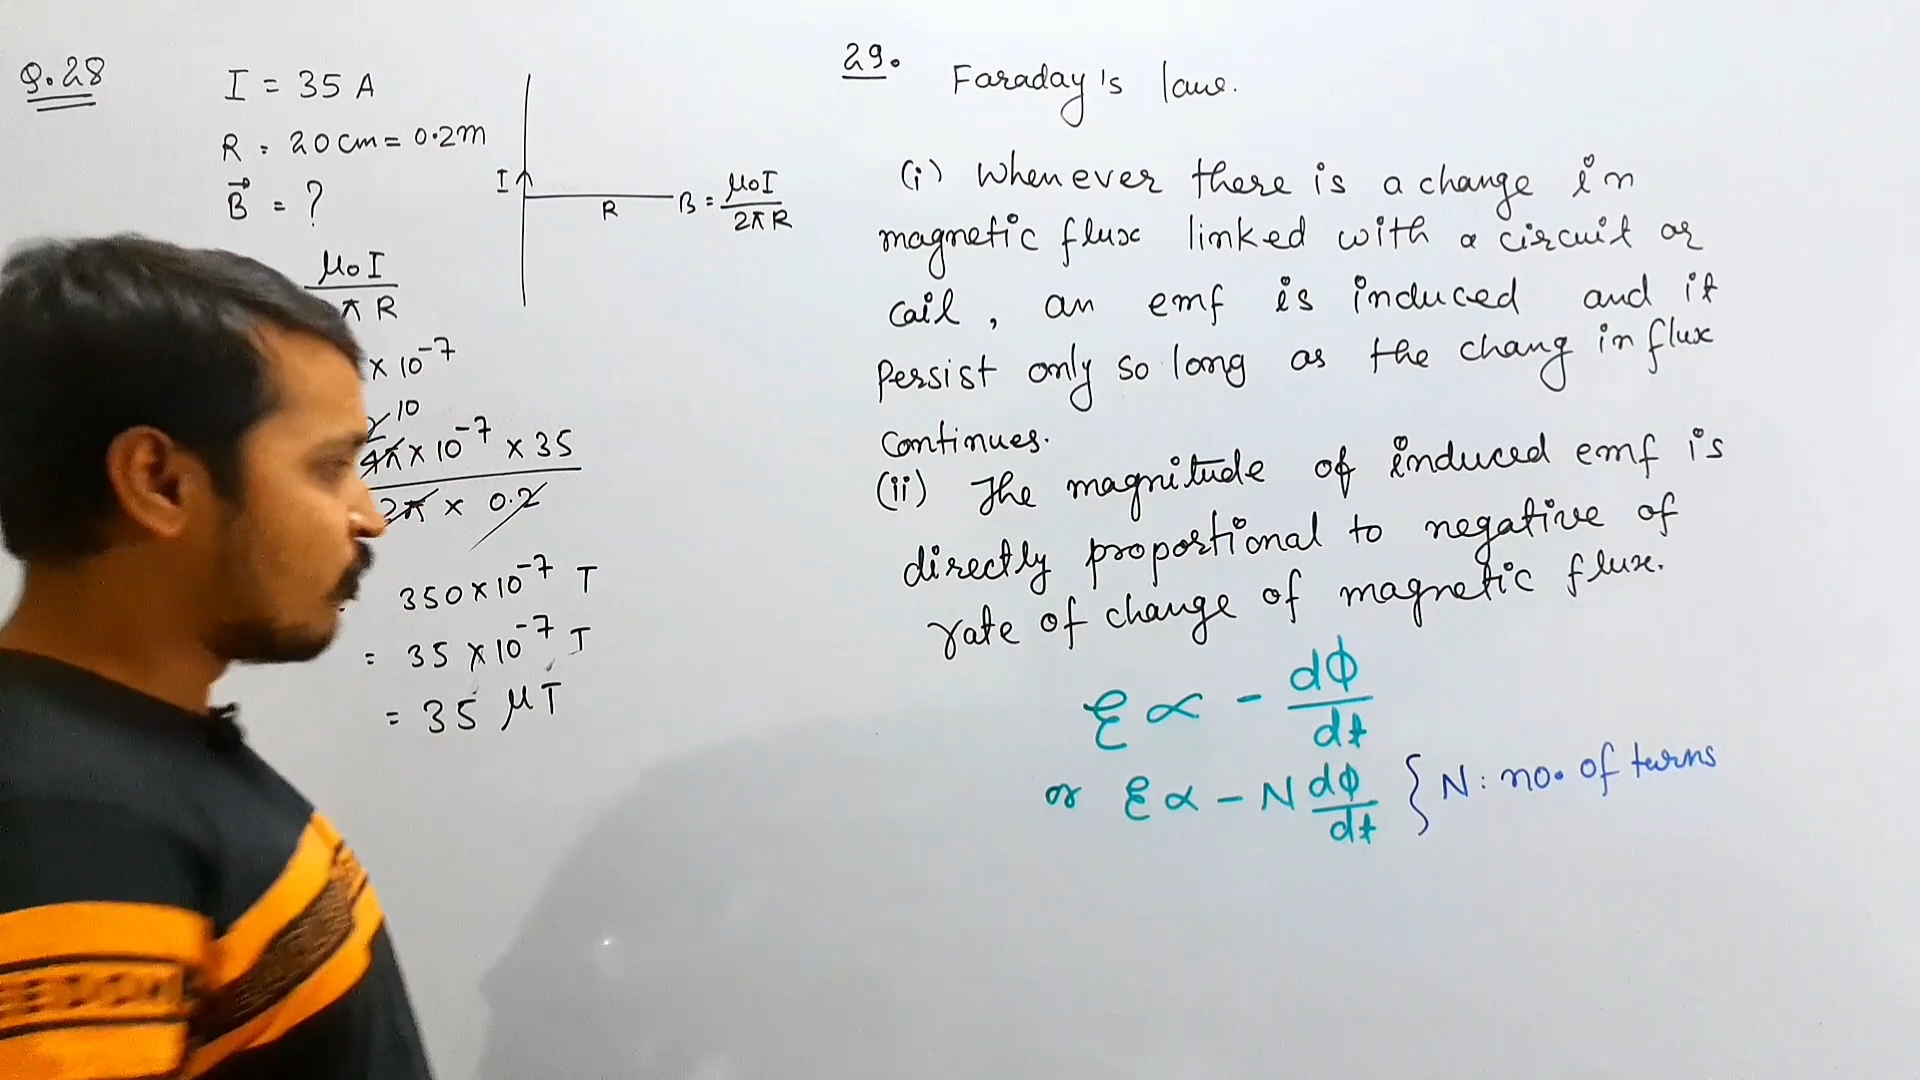 Q.28
I = 35 A
R = 20 cm = 0.2m
B⃗ = ?
I
R
B = μ₀I / 2πR
μ₀I / π R
× 10⁻⁷
2 10
4π × 10⁻⁷ × 35 / 2π × 0.2
350 × 10⁻⁷ T
= 35 × 10⁻⁷ T
= 35 μT
29.
Faraday's law.
(i) Whenever there is a change in
magnetic flux linked with a circuit or
Coil, an emf is induced and it
Persist only so long as the chang in flux
Continues.
(ii) The magnitude of induced emf is
directly proportional to negative of
rate of change of magnetic flux.
ε ∝ - dϕ/dt
or ε ∝ - N dϕ/dt { N: no. of turns